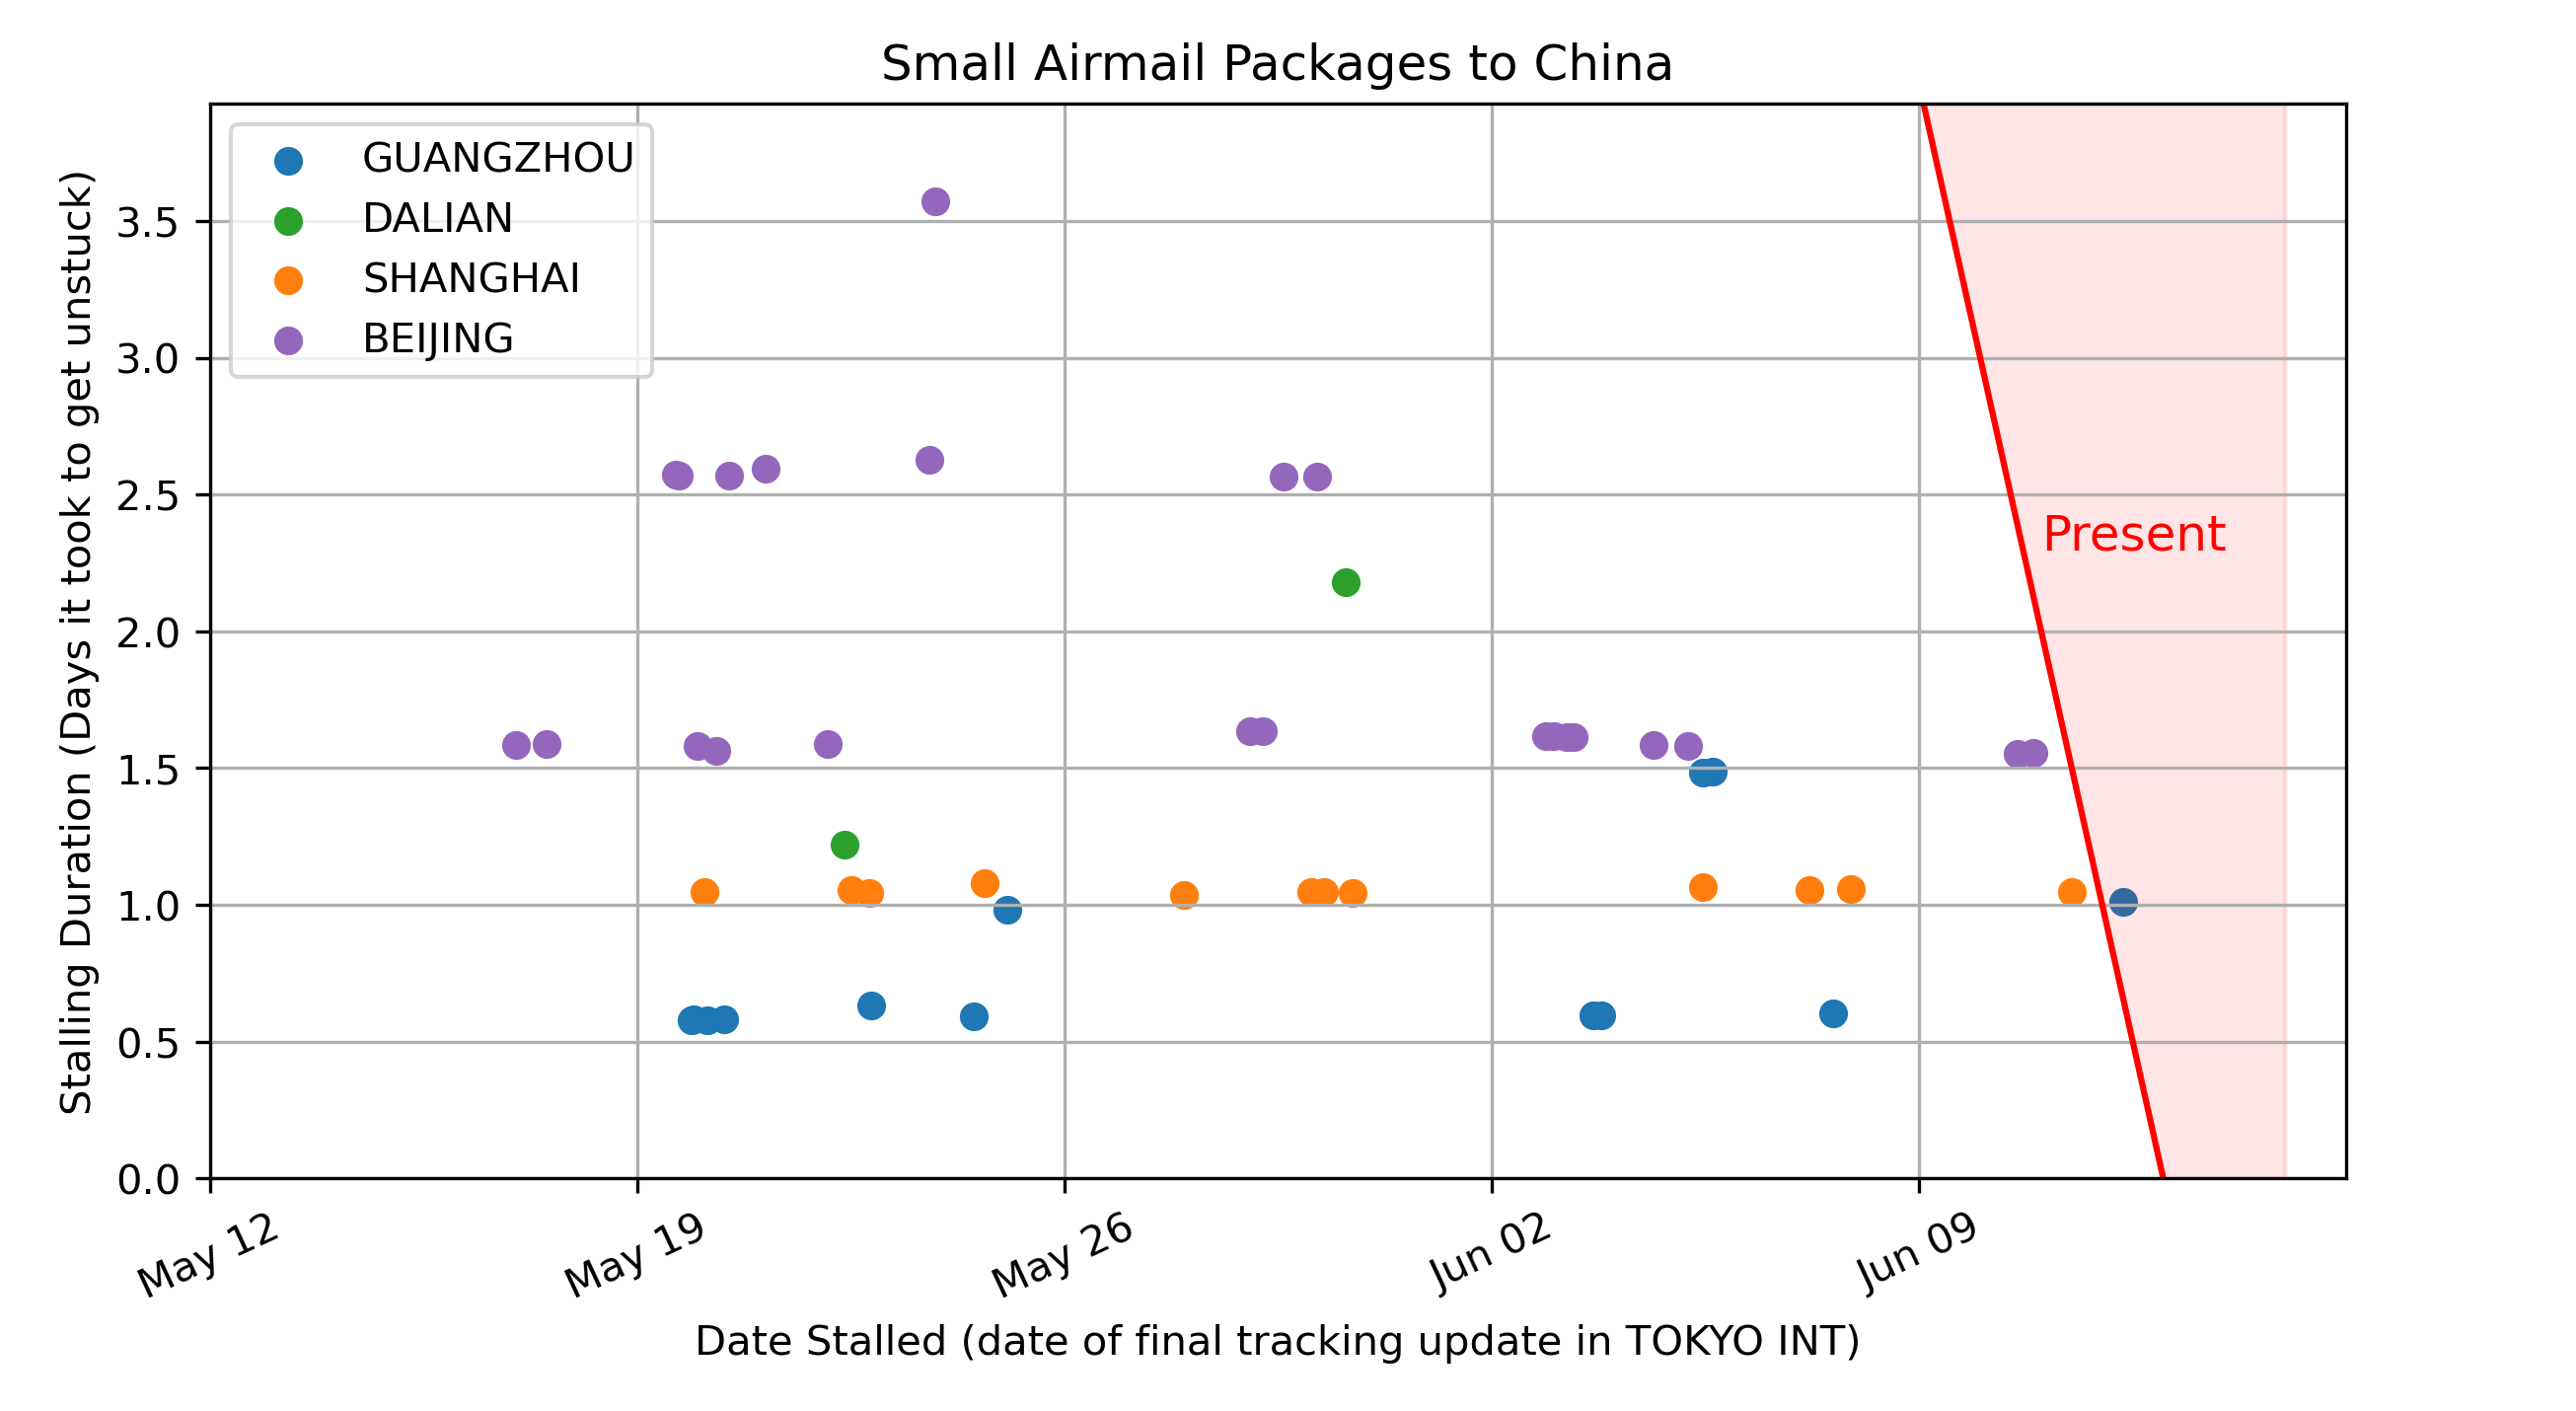 Small Airmail Packages to China
GUANGZHOU
DALIAN
SHANGHAI
BEIJING
Present
Stalling Duration (Days it took to get unstuck)
3.5
3.0
2.5
2.0
1.5
1.0
0.5
0.0
May 12
May 19
May 26
Jun 02
Jun 09
Date Stalled (date of final tracking update in TOKYO INT)